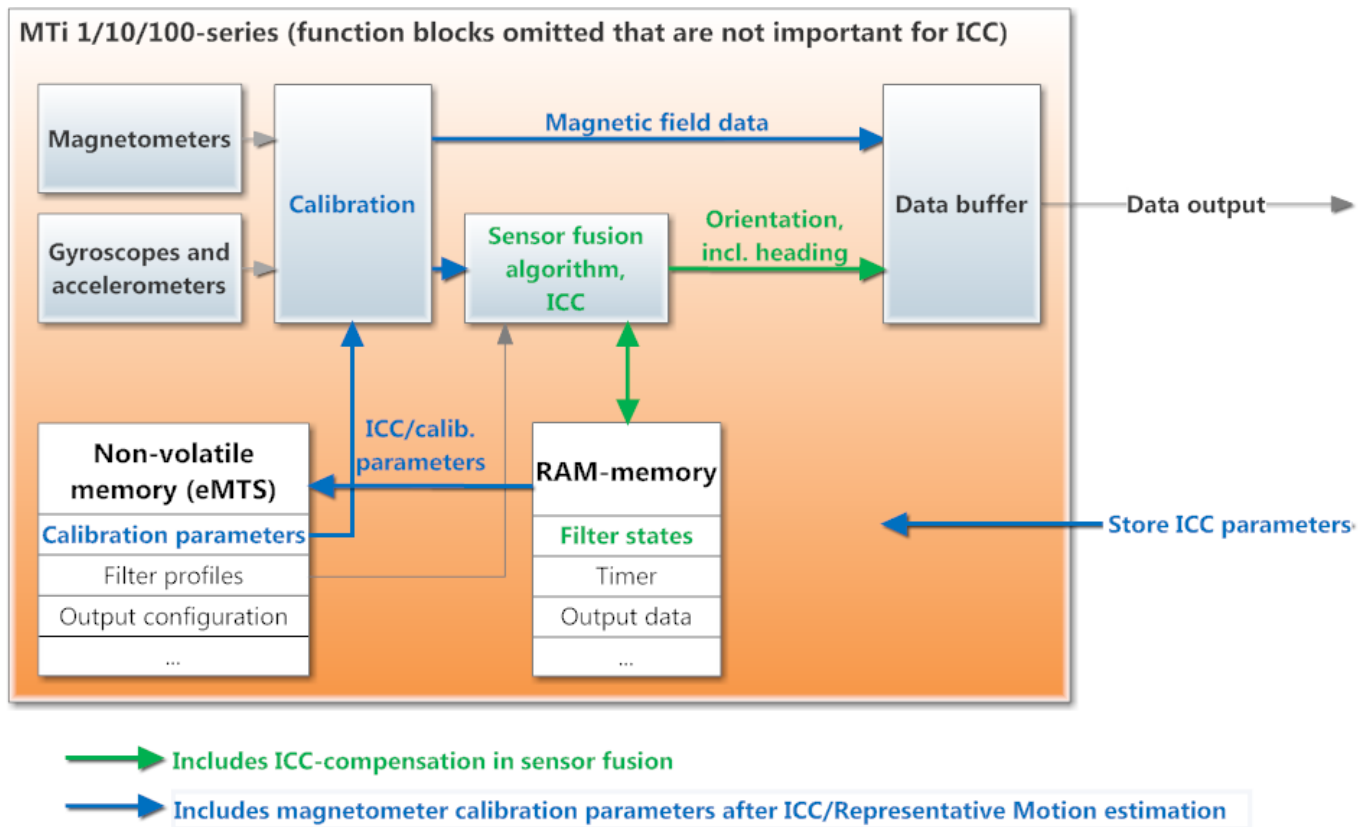 MTi 1/10/100-series (function blocks omitted that are not important for ICC)
Magnetometers
Gyroscopes and
accelerometers
Calibration
Magnetic field data
Sensor fusion
algorithm,
ICC
Orientation,
incl. heading
Data buffer
Data output
ICC/calib.
parameters
Non-volatile
memory (eMTS)
Calibration parameters
Filter profiles
Output configuration
...
RAM-memory
Filter states
Timer
Output data
...
Store ICC parameters
Includes ICC-compensation in sensor fusion
Includes magnetometer calibration parameters after ICC/Representative Motion estimation